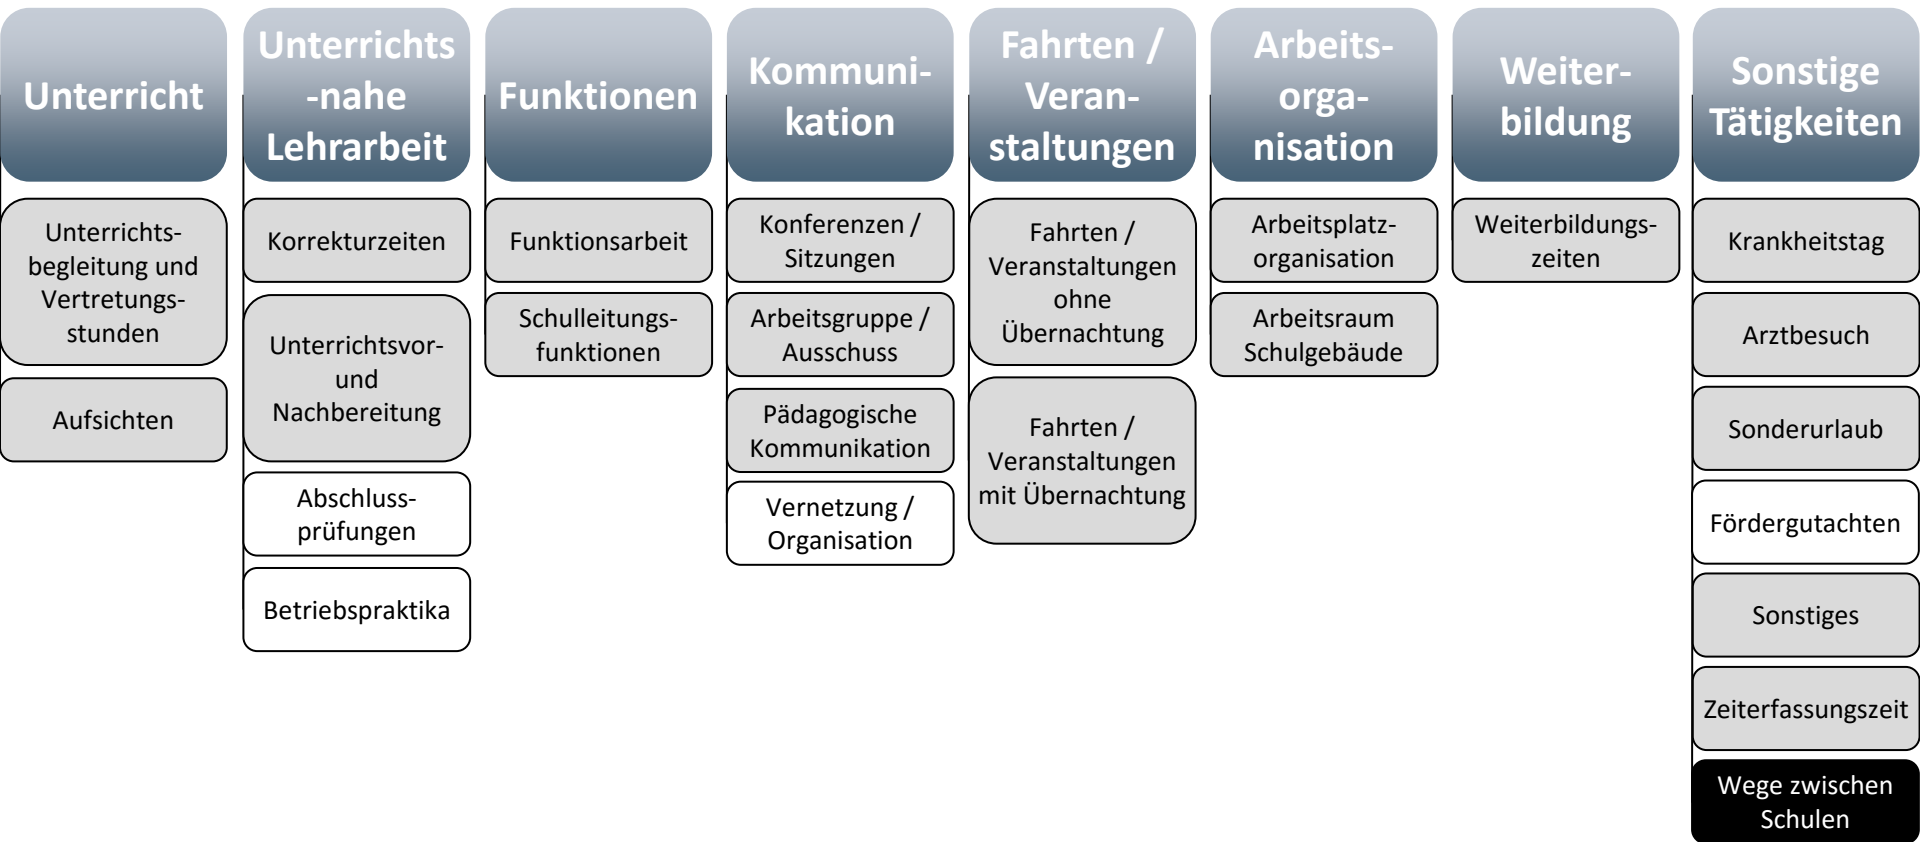 Unterricht
Unterrichts-
begleitung und
Vertretungs-
stunden
Aufsichten
Unterrichts
-nahe
Lehrarbeit
Korrekturzeiten
Unterrichtsvor-
und
Nachbereitung
Abschluss-
prüfungen
Betriebspraktika
Funktionen
Funktionsarbeit
Schulleitungs-
funktionen
Kommuni-
kation
Konferenzen /
Sitzungen
Arbeitsgruppe /
Ausschuss
Pädagogische
Kommunikation
Vernetzung /
Organisation
Fahrten /
Veran-
staltungen
Fahrten /
Veranstaltungen
ohne
Übernachtung
Fahrten /
Veranstaltungen
mit Übernachtung
Arbeits-
orga-
nisation
Arbeitsplatz-
organisation
Arbeitsraum
Schulgebäude
Weiter-
bildung
Weiterbildungs-
zeiten
Sonstige
Tätigkeiten
Krankheitstag
Arztbesuch
Sonderurlaub
Fördergutachten
Sonstiges
Zeiterfassungszeit
Wege zwischen
Schulen